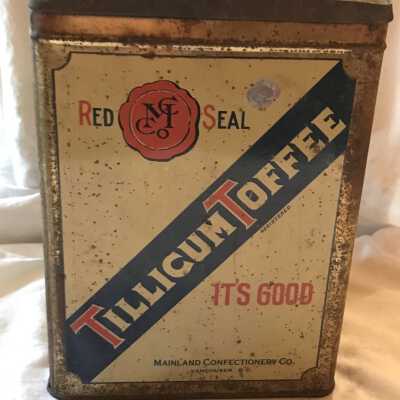 RED SEAL
MCCo
TILLICUM TOFFEE
REGISTERED
IT'S GOOD
MAINLAND CONFECTIONERY CO.
VANCOUVER B.C.